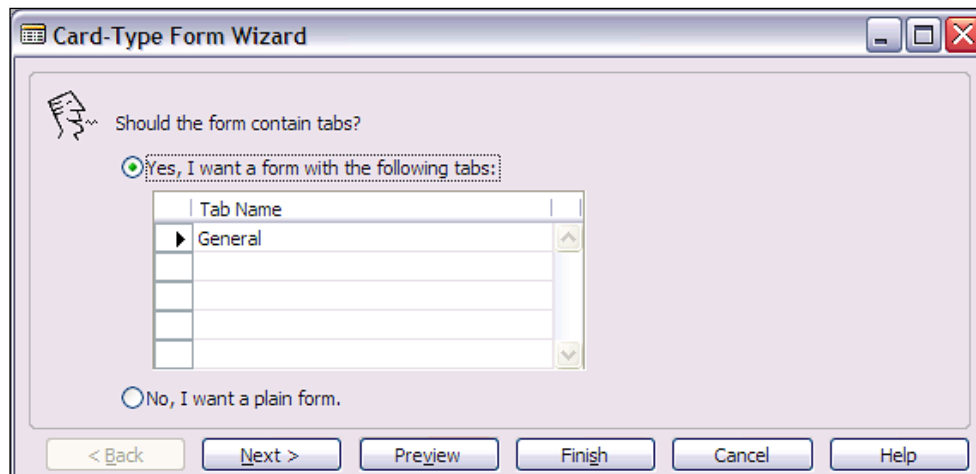 Card-Type Form Wizard
Should the form contain tabs?
Yes, I want a form with the following tabs:
Tab Name
General
No, I want a plain form.
< Back Next > Preview Finish Cancel Help